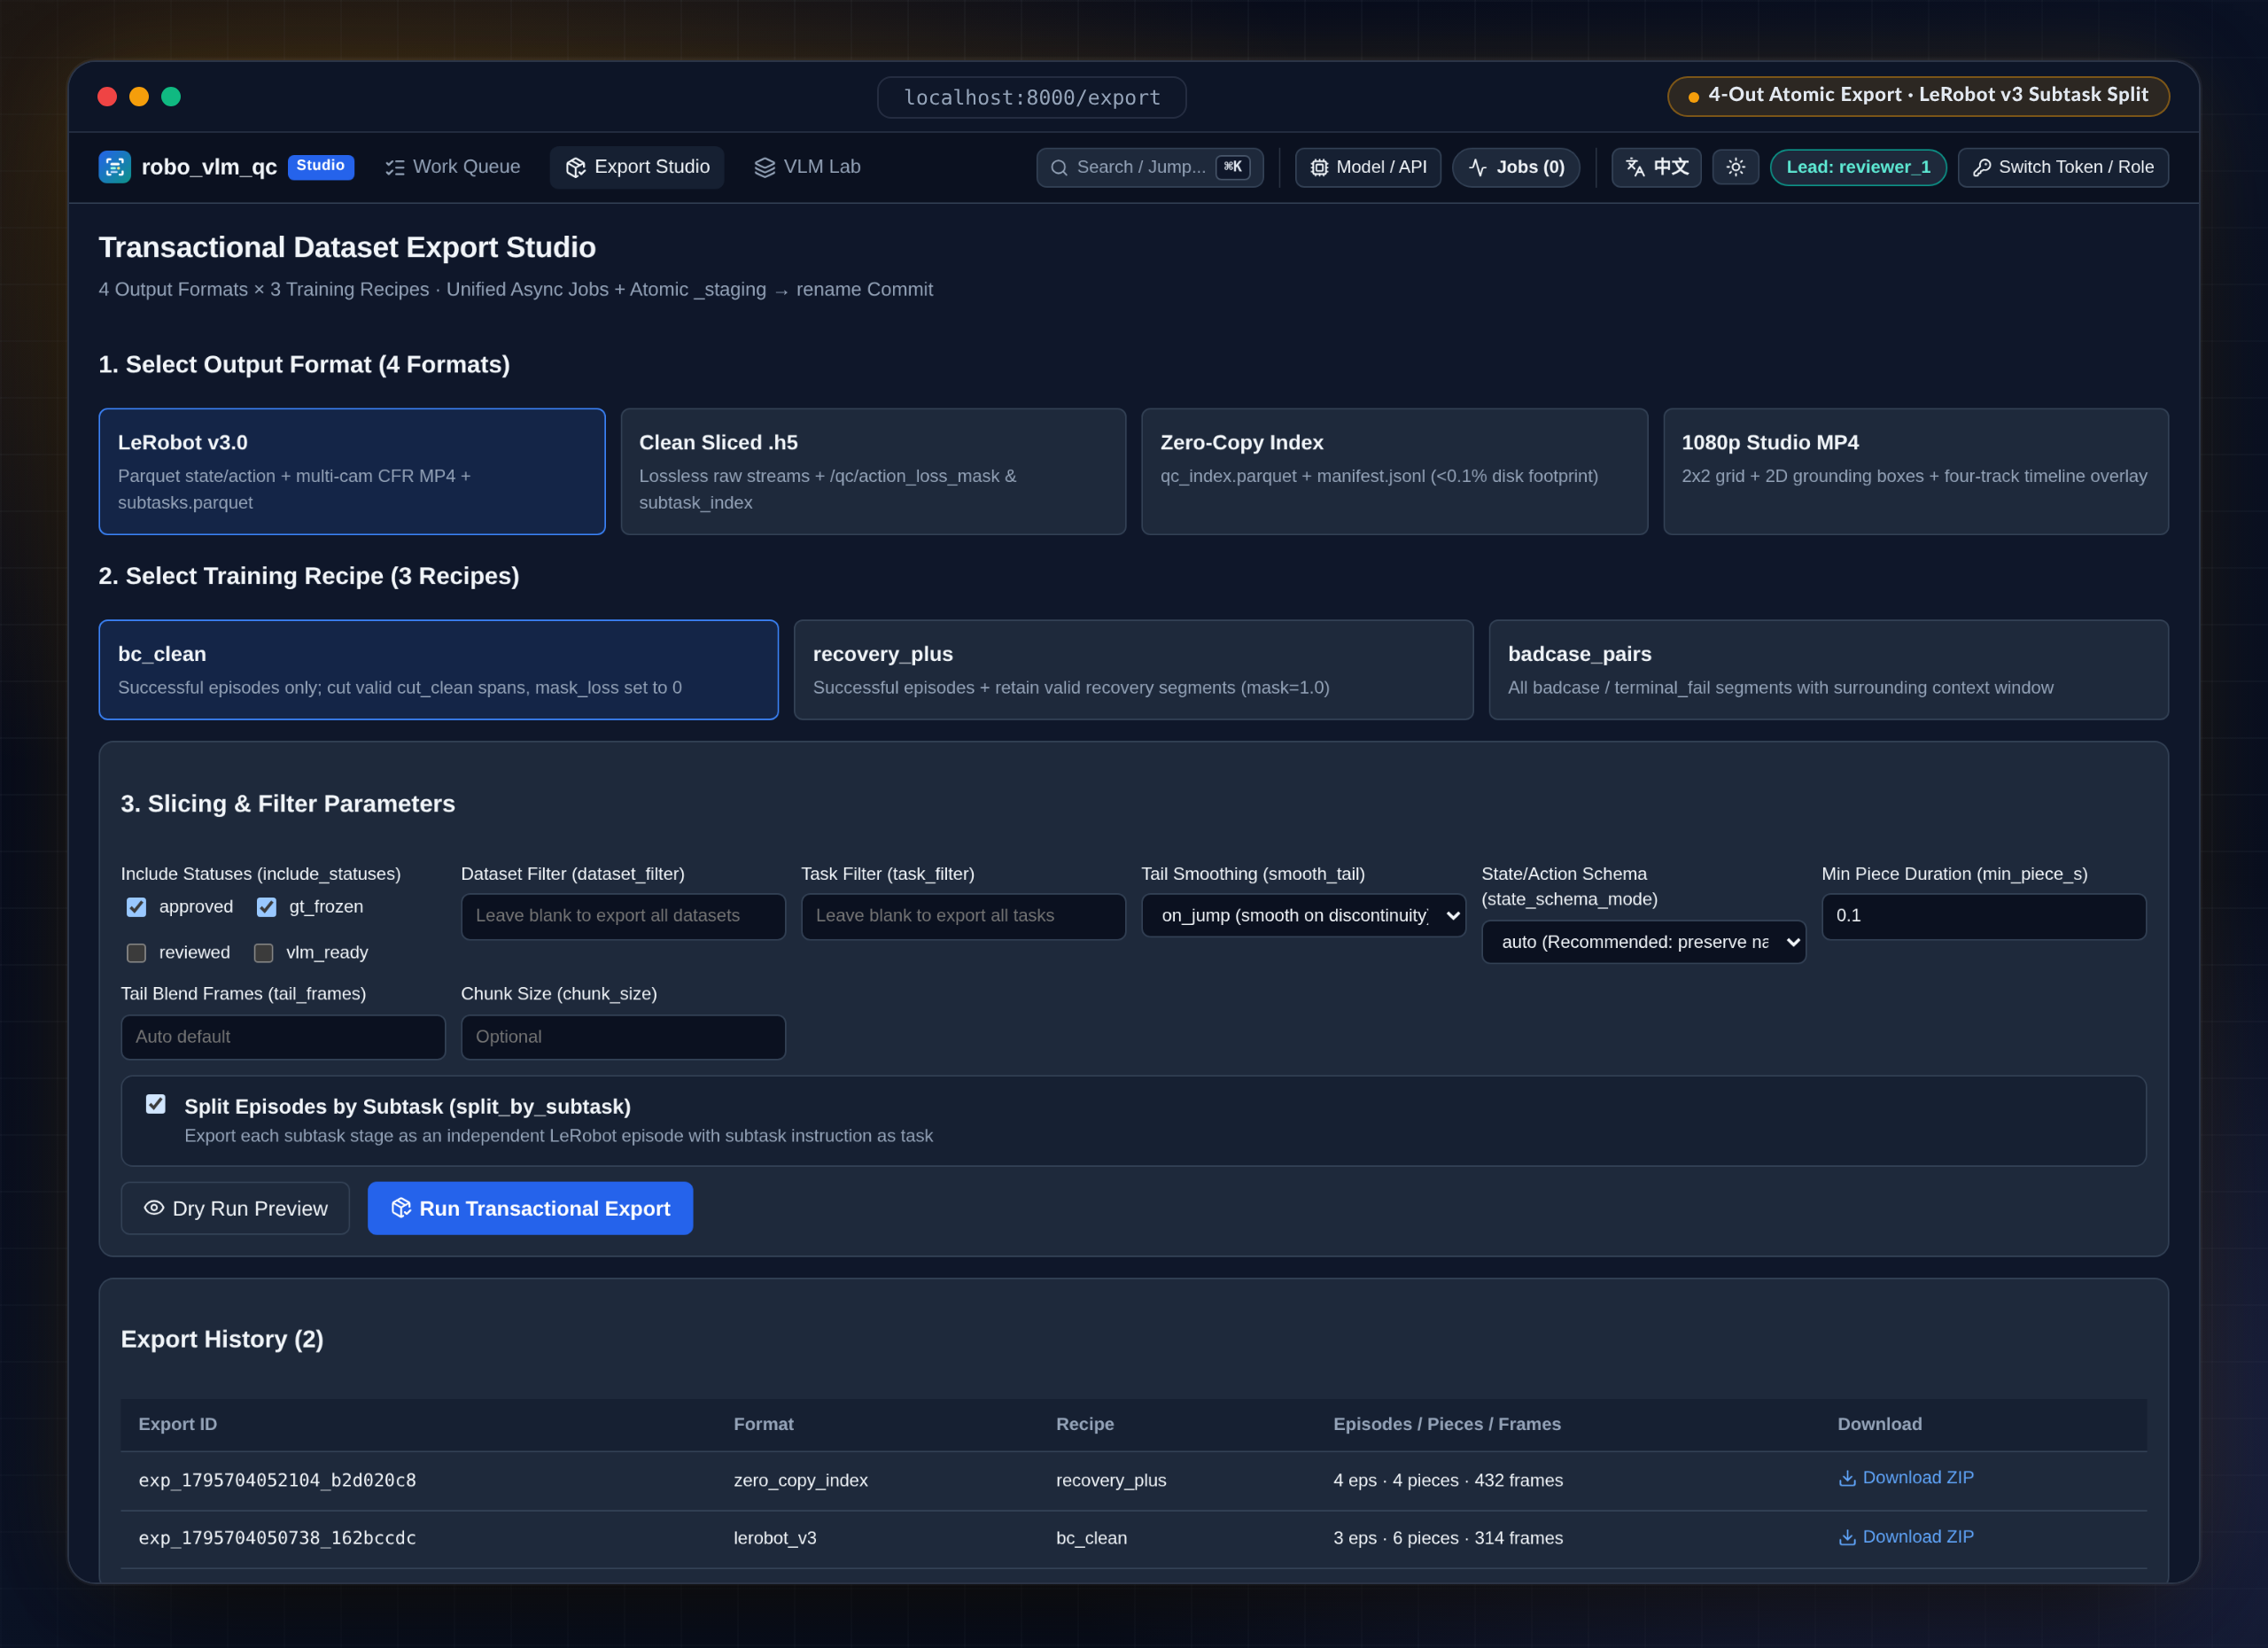 localhost:8000/export
4-Out Atomic Export · LeRobot v3 Subtask Split
robo_vlm_qc Studio Work Queue Export Studio VLM Lab Search / Jump... ⌘K Model / API Jobs (0) 中文 Lead: reviewer_1 Switch Token / Role
Transactional Dataset Export Studio
4 Output Formats × 3 Training Recipes · Unified Async Jobs + Atomic _staging → rename Commit
1. Select Output Format (4 Formats)
LeRobot v3.0
Parquet state/action + multi-cam CFR MP4 +
subtasks.parquet
Clean Sliced .h5
Lossless raw streams + /qc/action_loss_mask &
subtask_index
Zero-Copy Index
qc_index.parquet + manifest.jsonl (<0.1% disk footprint)
1080p Studio MP4
2x2 grid + 2D grounding boxes + four-track timeline overlay
2. Select Training Recipe (3 Recipes)
bc_clean
Successful episodes only; cut valid cut_clean spans, mask_loss set to 0
recovery_plus
Successful episodes + retain valid recovery segments (mask=1.0)
badcase_pairs
All badcase / terminal_fail segments with surrounding context window
3. Slicing & Filter Parameters
Include Statuses (include_statuses)
approved gt_frozen
reviewed vlm_ready
Dataset Filter (dataset_filter)
Leave blank to export all datasets
Task Filter (task_filter)
Leave blank to export all tasks
Tail Smoothing (smooth_tail)
on_jump (smooth on discontinuity)
State/Action Schema
(state_schema_mode)
auto (Recommended: preserve na
Min Piece Duration (min_piece_s)
0.1
Tail Blend Frames (tail_frames)
Auto default
Chunk Size (chunk_size)
Optional
Split Episodes by Subtask (split_by_subtask)
Export each subtask stage as an independent LeRobot episode with subtask instruction as task
Dry Run Preview Run Transactional Export
Export History (2)
Export ID Format Recipe Episodes / Pieces / Frames Download
exp_1795704052104_b2d020c8 zero_copy_index recovery_plus 4 eps · 4 pieces · 432 frames Download ZIP
exp_1795704050738_162bccdc lerobot_v3 bc_clean 3 eps · 6 pieces · 314 frames Download ZIP